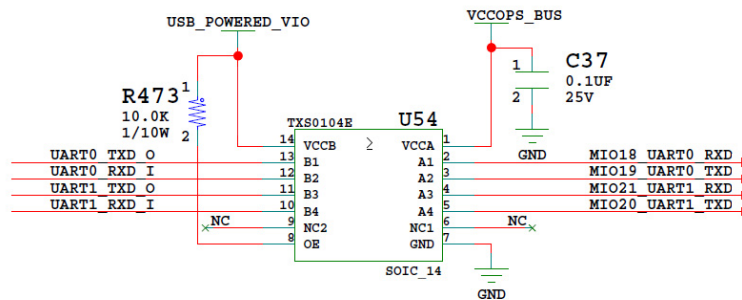 USB_POWERED_VIO
VCCOPS_BUS
R473
1
10.0K
1/10W
2
TXS0104E
U54
C37
1
0.1UF
2
25V
GND
14 VCCB VCCA 1
UART0_TXD_O 13 B1 A1 2 MIO18_UART0_RXD
UART0_RXD_I 12 B2 A2 3 MIO19_UART0_TXD
UART1_TXD_O 11 B3 A3 4 MIO21_UART1_RXD
UART1_RXD_I 10 B4 A4 5 MIO20_UART1_TXD
NC 9 NC2 NC1 6 NC
8 OE GND 7
SOIC_14
GND